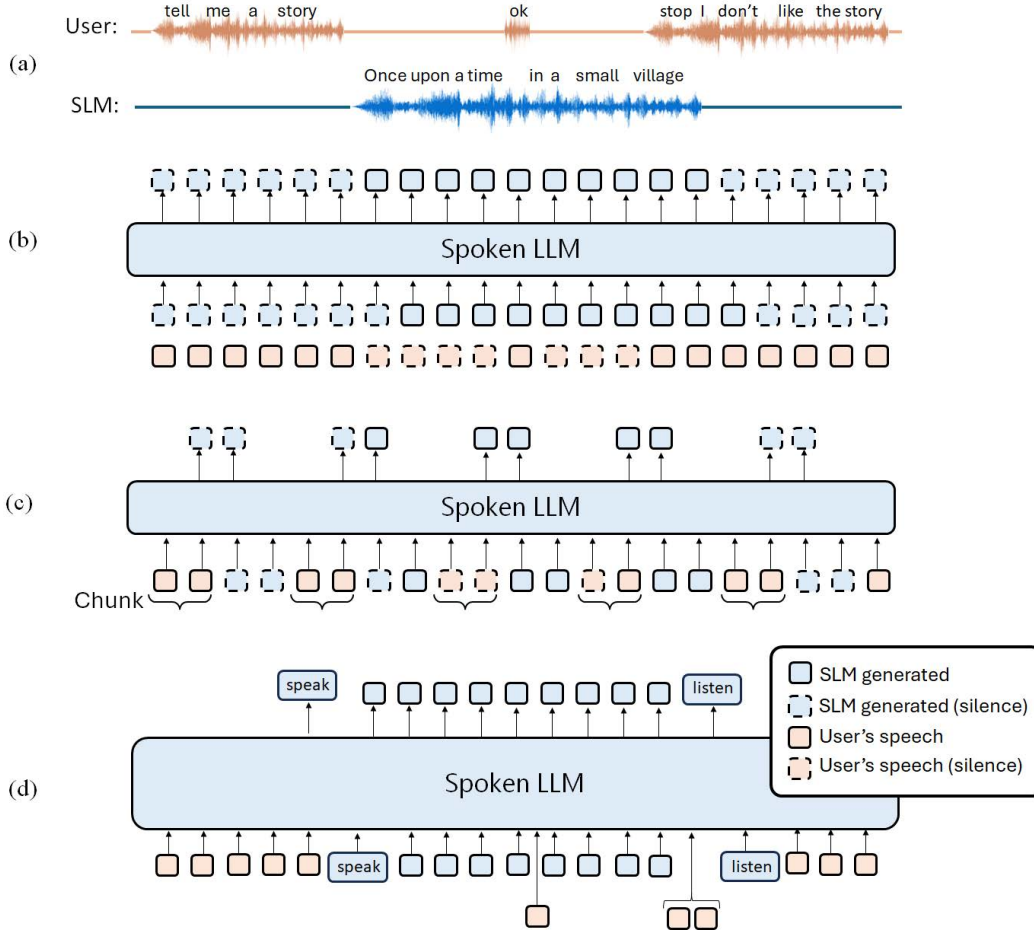 tell me a story ok stop I don't like the story
User:
(a)
Once upon a time in a small village
SLM:
(b)
Spoken LLM
(c)
Spoken LLM
Chunk
speak
listen
SLM generated
SLM generated (silence)
User's speech
User's speech (silence)
(d)
Spoken LLM
speak
listen